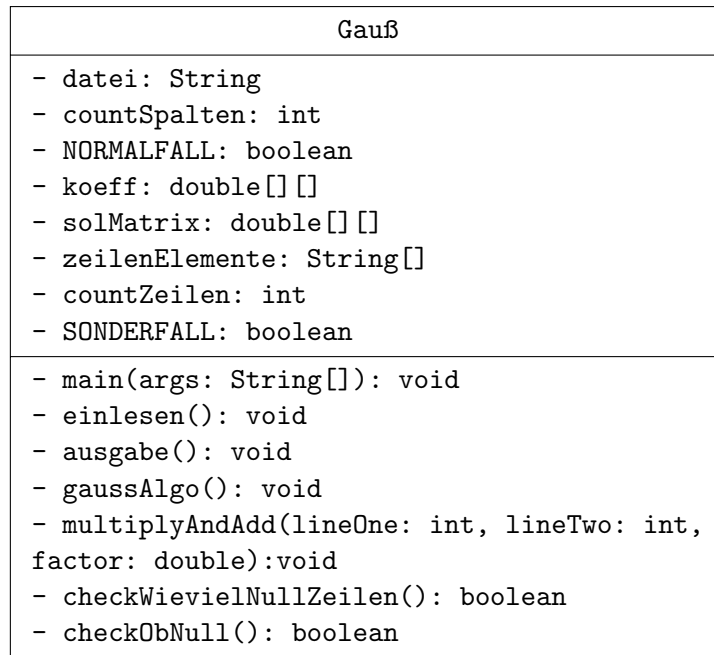 Gauß
- datei: String
- countSpalten: int
- NORMALFALL: boolean
- koeff: double[][]
- solMatrix: double[][]
- zeilenElemente: String[]
- countZeilen: int
- SONDERFALL: boolean
- main(args: String[]): void
- einlesen(): void
- ausgabe(): void
- gaussAlgo(): void
- multiplyAndAdd(lineOne: int, lineTwo: int,
factor: double):void
- checkWievielNullZeilen(): boolean
- checkObNull(): boolean